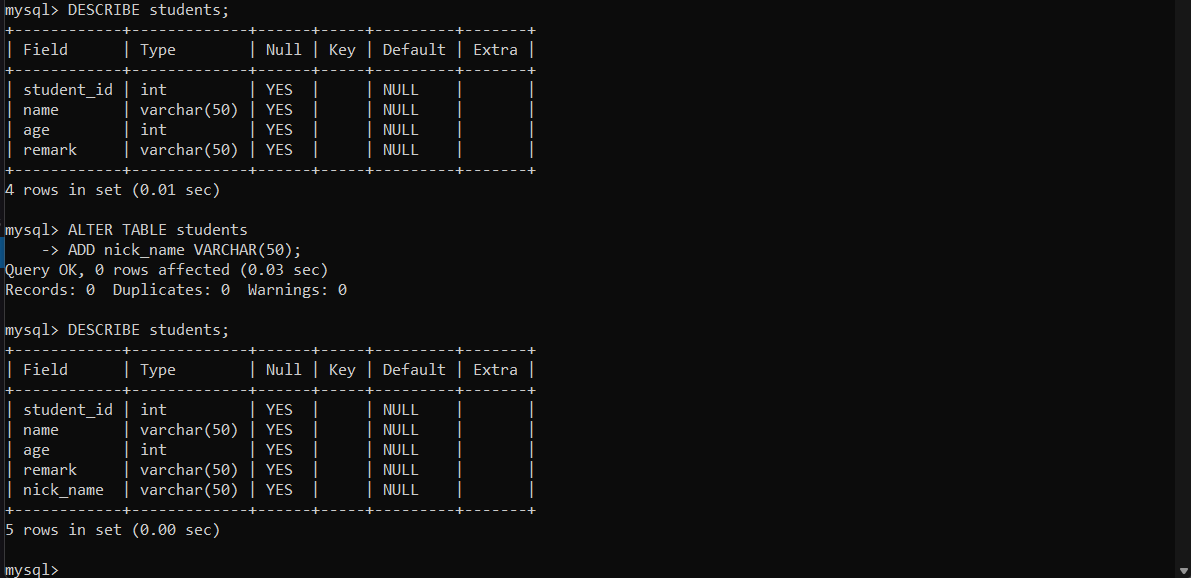 mysql> DESCRIBE students;
+------------+-------------+------+-----+---------+-------+
| Field      | Type        | Null | Key | Default | Extra |
+------------+-------------+------+-----+---------+-------+
| student_id | int         | YES  |     | NULL    |       |
| name       | varchar(50) | YES  |     | NULL    |       |
| age        | int         | YES  |     | NULL    |       |
| remark     | varchar(50) | YES  |     | NULL    |       |
+------------+-------------+------+-----+---------+-------+
4 rows in set (0.01 sec)
mysql> ALTER TABLE students
    -> ADD nick_name VARCHAR(50);
Query OK, 0 rows affected (0.03 sec)
Records: 0  Duplicates: 0  Warnings: 0
mysql> DESCRIBE students;
+------------+-------------+------+-----+---------+-------+
| Field      | Type        | Null | Key | Default | Extra |
+------------+-------------+------+-----+---------+-------+
| student_id | int         | YES  |     | NULL    |       |
| name       | varchar(50) | YES  |     | NULL    |       |
| age        | int         | YES  |     | NULL    |       |
| remark     | varchar(50) | YES  |     | NULL    |       |
| nick_name  | varchar(50) | YES  |     | NULL    |       |
+------------+-------------+------+-----+---------+-------+
5 rows in set (0.00 sec)
mysql>